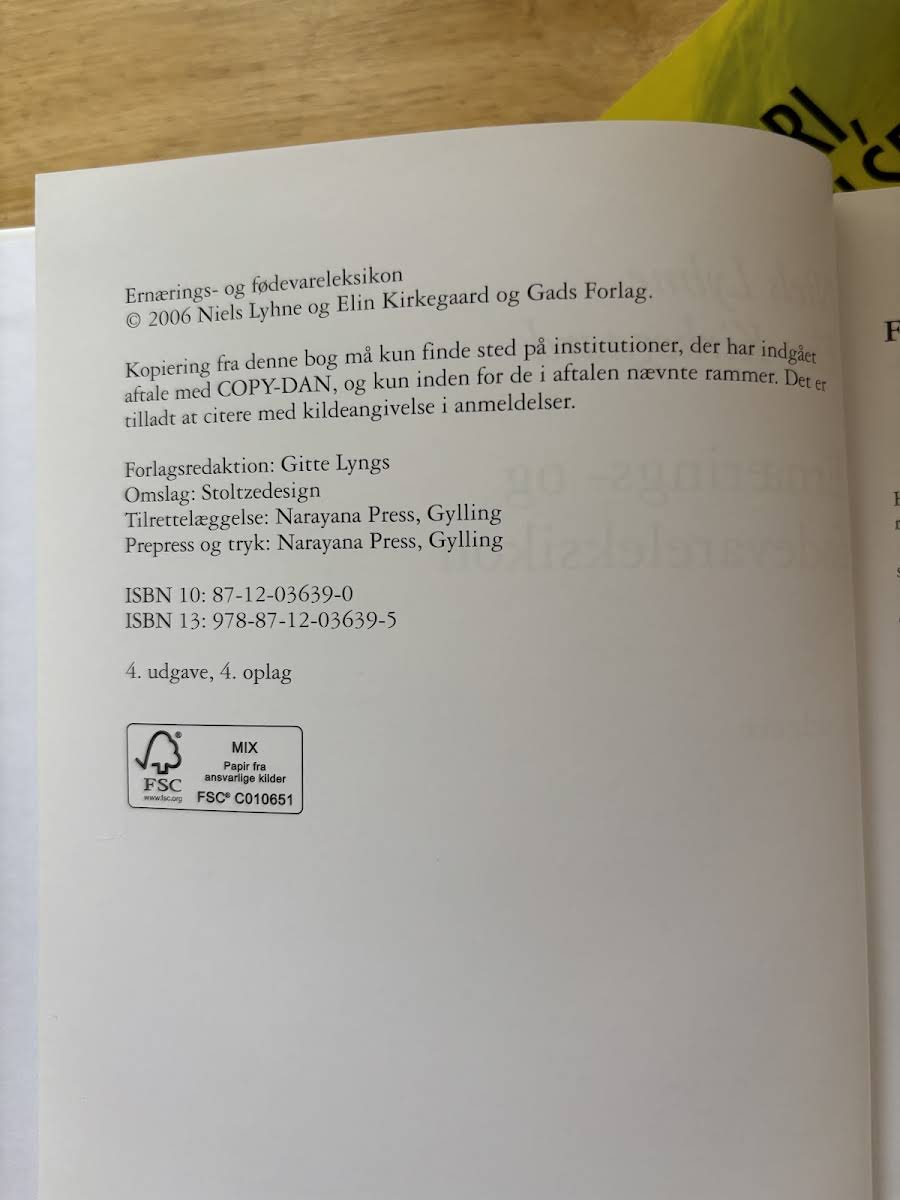 Ernærings- og fødevareleksikon
© 2006 Niels Lyhne og Elin Kirkegaard og Gads Forlag.
Kopiering fra denne bog må kun finde sted på institutioner, der har indgået
aftale med COPY-DAN, og kun inden for de i aftalen nævnte rammer. Det er
tilladt at citere med kildeangivelse i anmeldelser.
Forlagsredaktion: Gitte Lyngs
Omslag: Stoltzedesign
Tilrettelæggelse: Narayana Press, Gylling
Prepress og tryk: Narayana Press, Gylling
ISBN 10: 87-12-03639-0
ISBN 13: 978-87-12-03639-5
4. udgave, 4. oplag
FSC
www.fsc.org
MIX
Papir fra
ansvarlige kilder
FSC® C010651